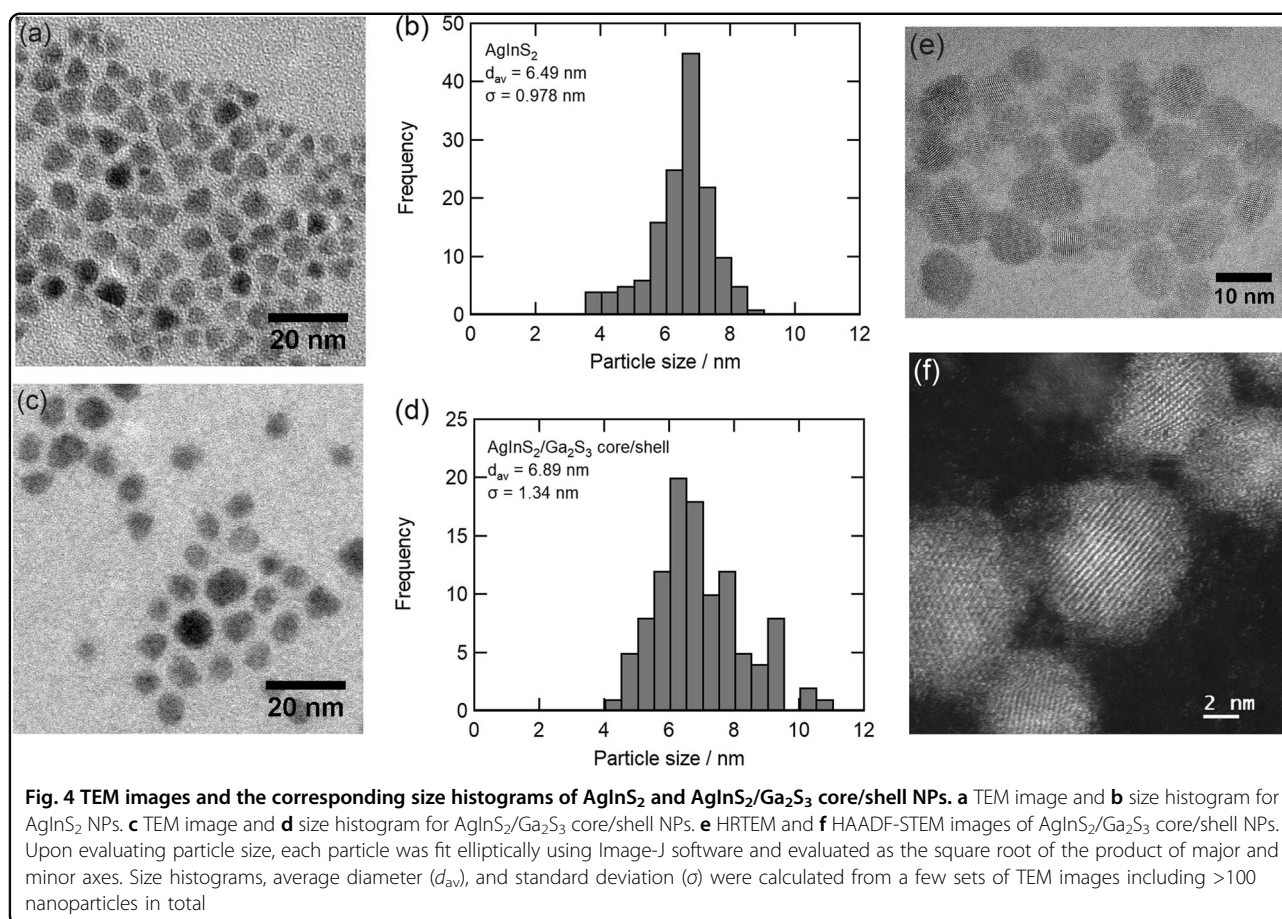 (a)
20 nm
(b)
AgInS₂
d_av = 6.49 nm
σ = 0.978 nm
Frequency
50
40
30
20
10
0
0 2 4 6 8 10 12
Particle size / nm
(e)
10 nm
(c)
20 nm
(d)
AgInS₂/Ga₂S₃ core/shell
d_av = 6.89 nm
σ = 1.34 nm
Frequency
25
20
15
10
5
0
0 2 4 6 8 10 12
Particle size / nm
(f)
2 nm
Fig. 4 TEM images and the corresponding size histograms of AgInS₂ and AgInS₂/Ga₂S₃ core/shell NPs. a TEM image and b size histogram for
AgInS₂ NPs. c TEM image and d size histogram for AgInS₂/Ga₂S₃ core/shell NPs. e HRTEM and f HAADF-STEM images of AgInS₂/Ga₂S₃ core/shell NPs.
Upon evaluating particle size, each particle was fit elliptically using Image-J software and evaluated as the square root of the product of major and
minor axes. Size histograms, average diameter (d_av), and standard deviation (σ) were calculated from a few sets of TEM images including >100
nanoparticles in total